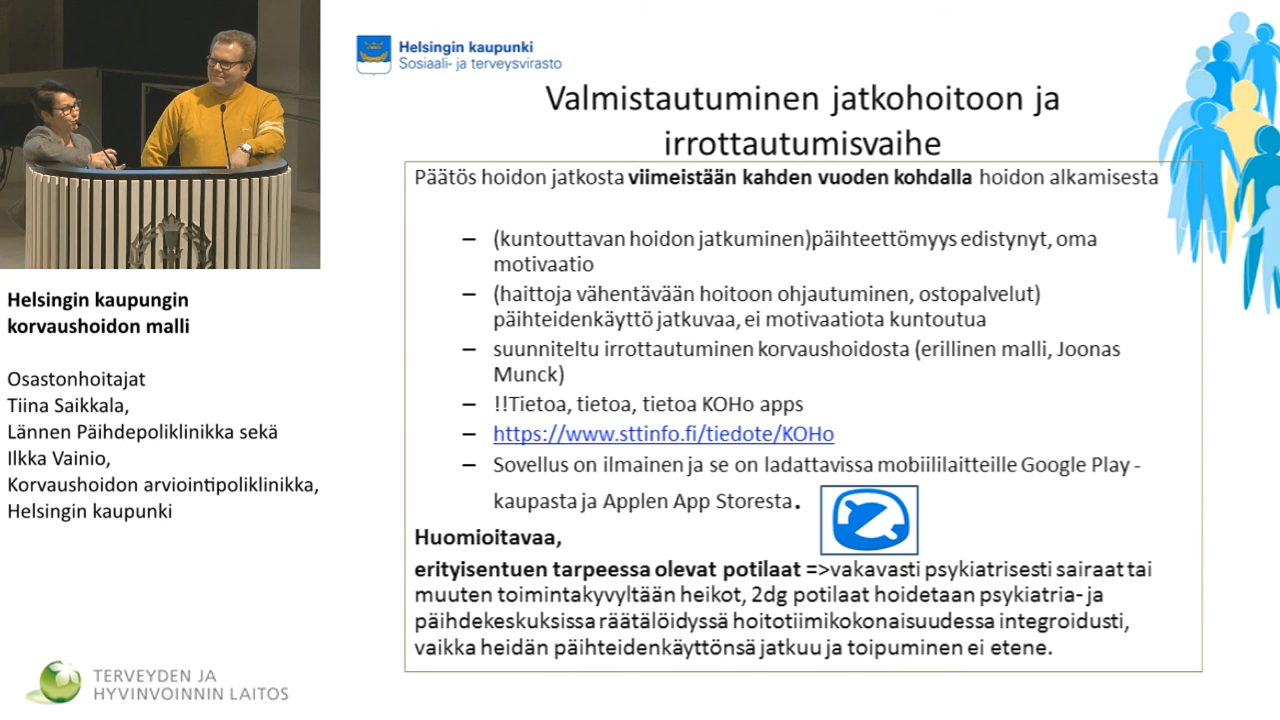 Helsingin kaupunki
Sosiaali- ja terveysvirasto
Valmistautuminen jatkohoitoon ja
irrottautumisvaihe
Päätös hoidon jatkosta viimeistään kahden vuoden kohdalla hoidon alkamisesta
– (kuntouttavan hoidon jatkuminen)päihteettömyys edistynyt, oma
motivaatio
– (haittoja vähentävään hoitoon ohjautuminen, ostopalvelut)
päihteidenkäyttö jatkuvaa, ei motivaatiota kuntoutua
– suunniteltu irrottautuminen korvaushoidosta (erillinen malli, Joonas
Munck)
– !!Tietoa, tietoa, tietoa KOHo apps
– https://www.sttinfo.fi/tiedote/KOHo
– Sovellus on ilmainen ja se on ladattavissa mobiililaitteille Google Play -
kaupasta ja Applen App Storesta.
Huomioitavaa,
erityisentuen tarpeessa olevat potilaat =>vakavasti psykiatrisesti sairaat tai
muuten toimintakyvyltään heikot, 2dg potilaat hoidetaan psykiatria- ja
päihdekeskuksissa räätälöidyssä hoitotiimikokonaisuudessa integroidusti,
vaikka heidän päihteidenkäyttönsä jatkuu ja toipuminen ei etene.
Helsingin kaupungin
korvaushoidon malli
Osastonhoitajat
Tiina Saikkala,
Lännen Päihdepoliklinikka sekä
Ilkka Vainio,
Korvaushoidon arviointipoliklinikka,
Helsingin kaupunki
TERVEYDEN JA
HYVINVOINNIN LAITOS